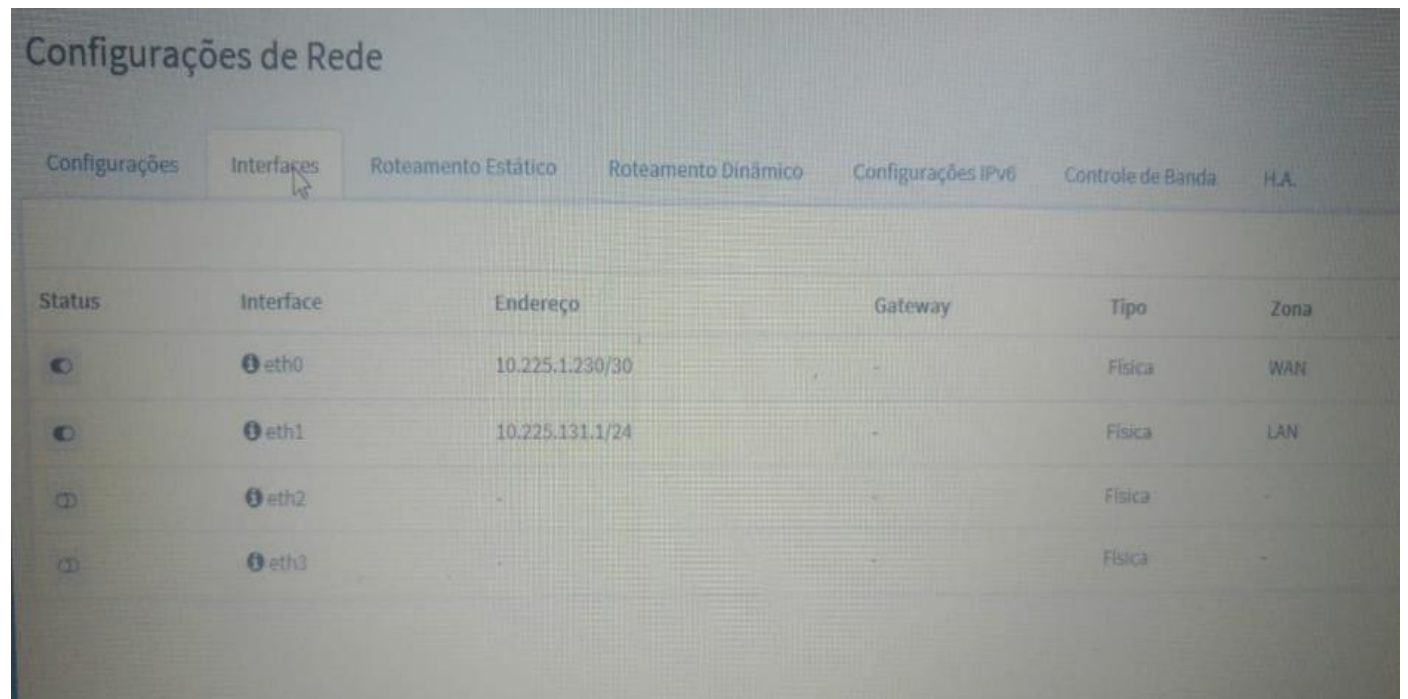 Configurações de Rede
Configurações Interfaces Roteamento Estático Roteamento Dinâmico Configurações IPv6 Controle de Banda H.A.
Status Interface Endereço Gateway Tipo Zona
eth0 10.225.1.230/30 - Física WAN
eth1 10.225.131.1/24 - Física LAN
eth2 - - Física -
eth3 - - Física -